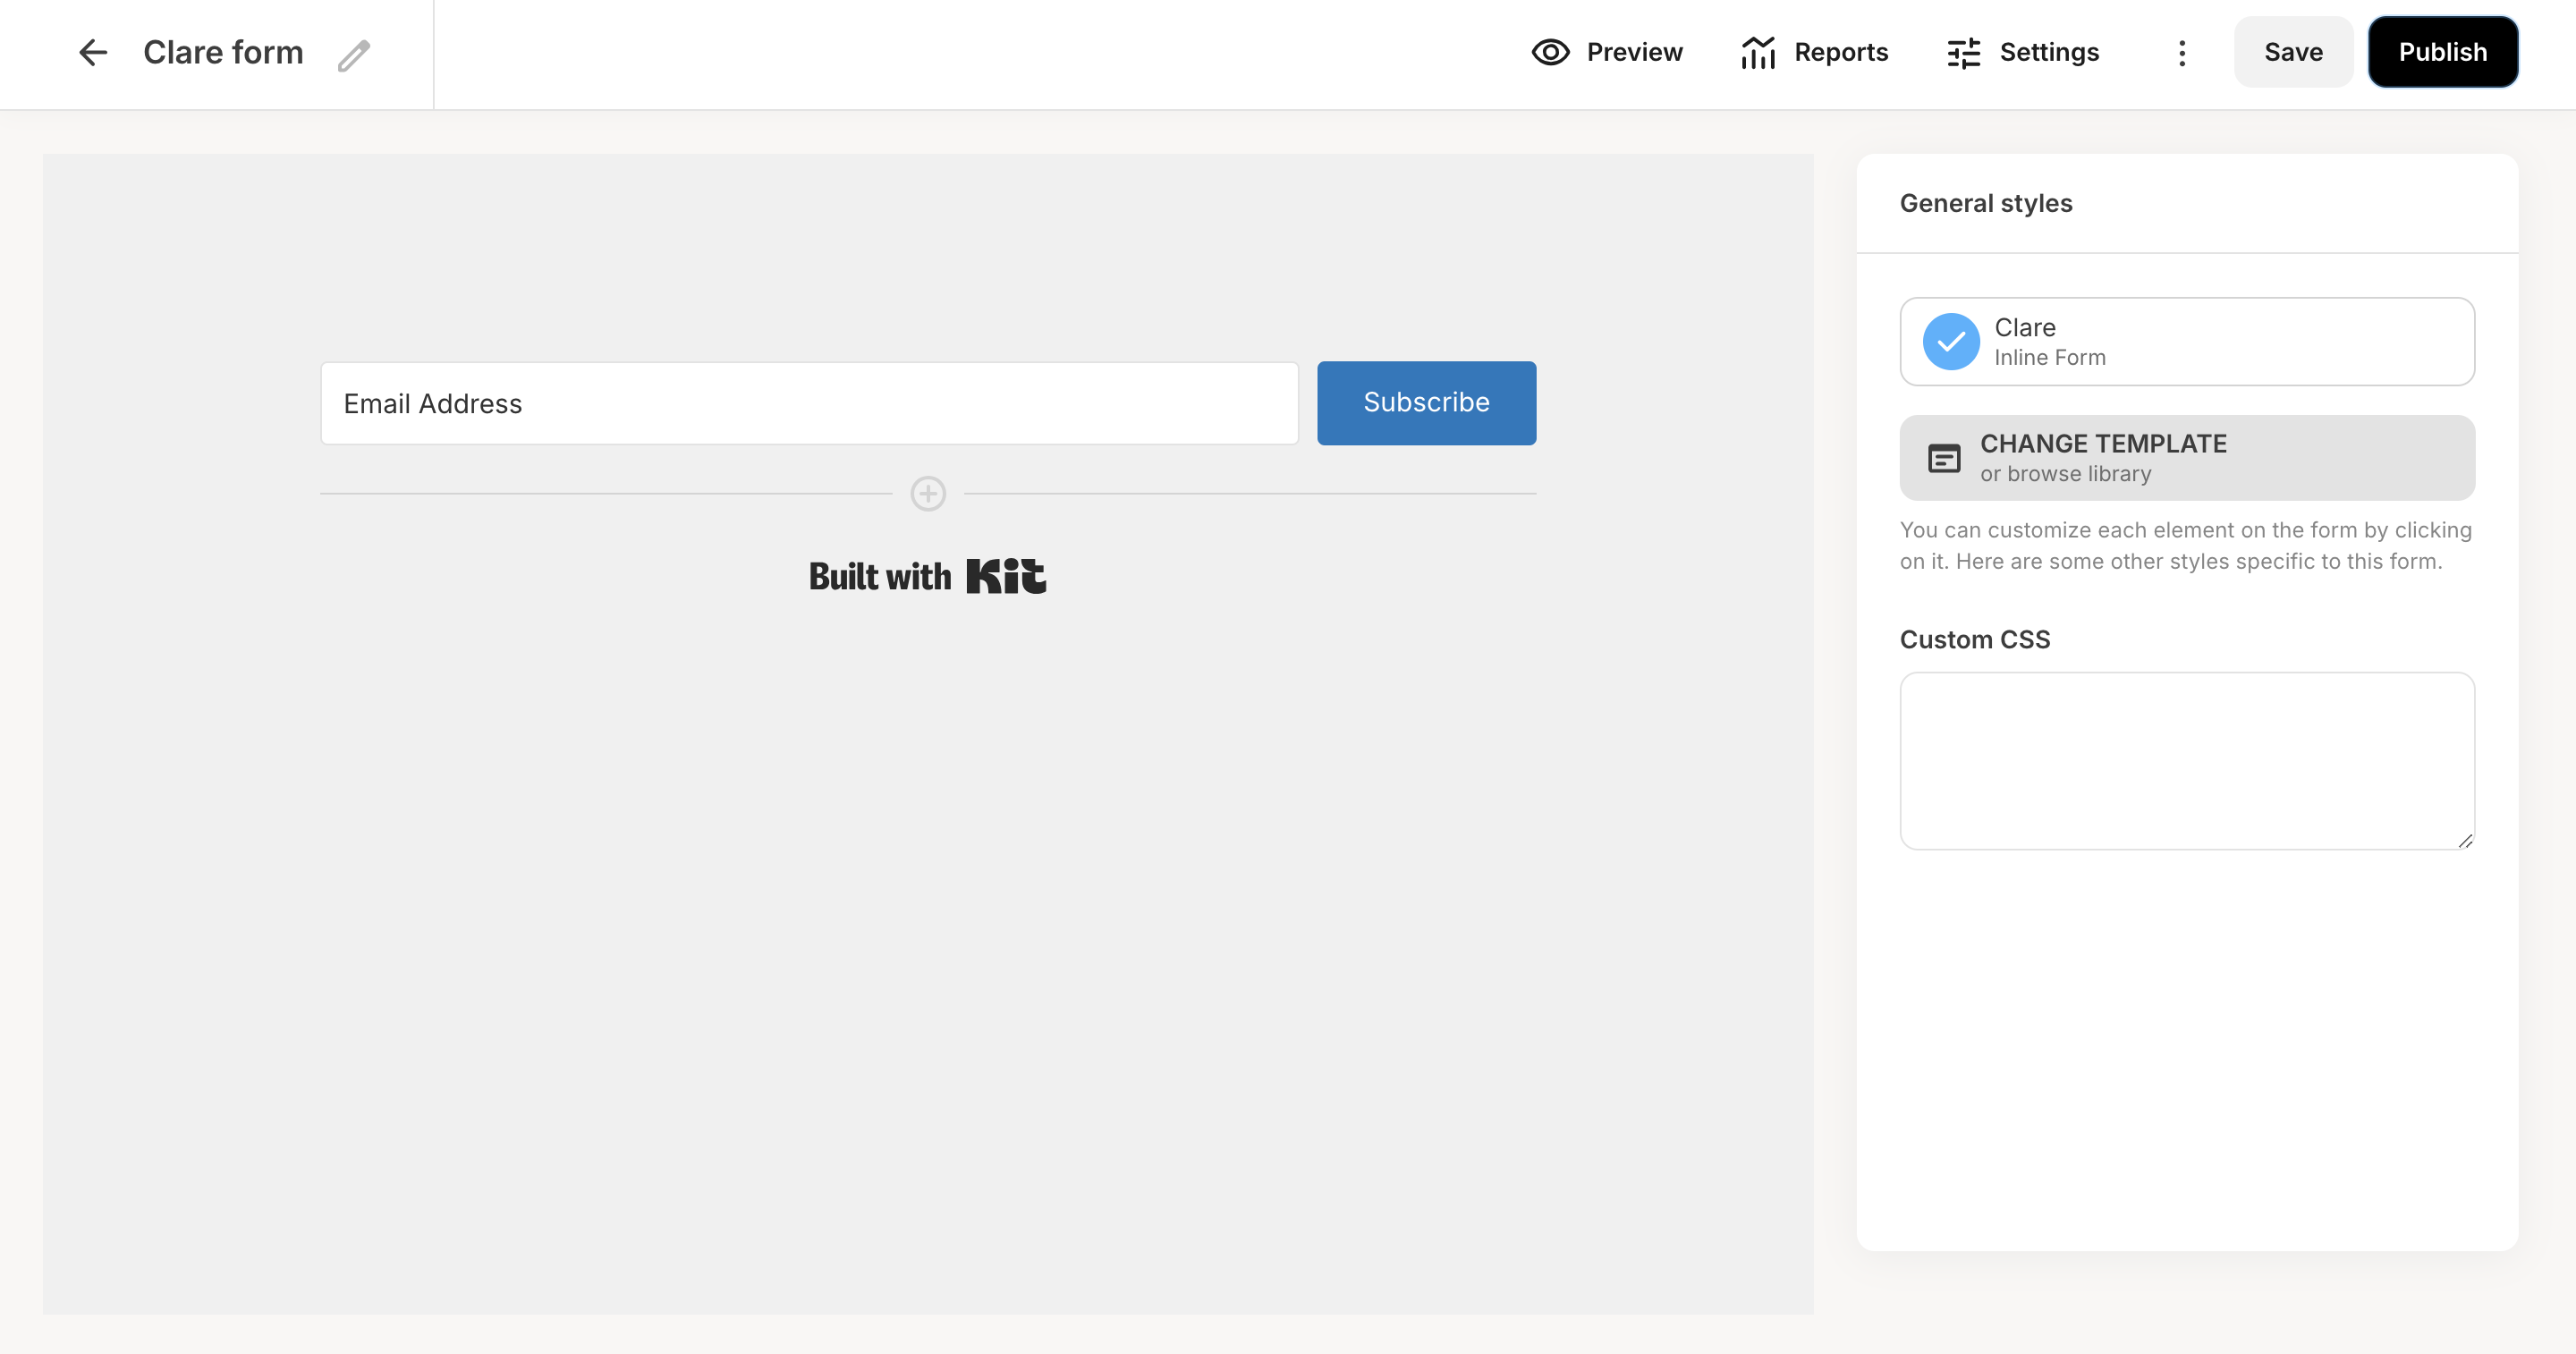 Clare form
Preview
Reports
Settings
Save
Publish
Email Address
Subscribe
Built with Kit
General styles
Clare
Inline Form
CHANGE TEMPLATE
or browse library
You can customize each element on the form by clicking
on it. Here are some other styles specific to this form.
Custom CSS